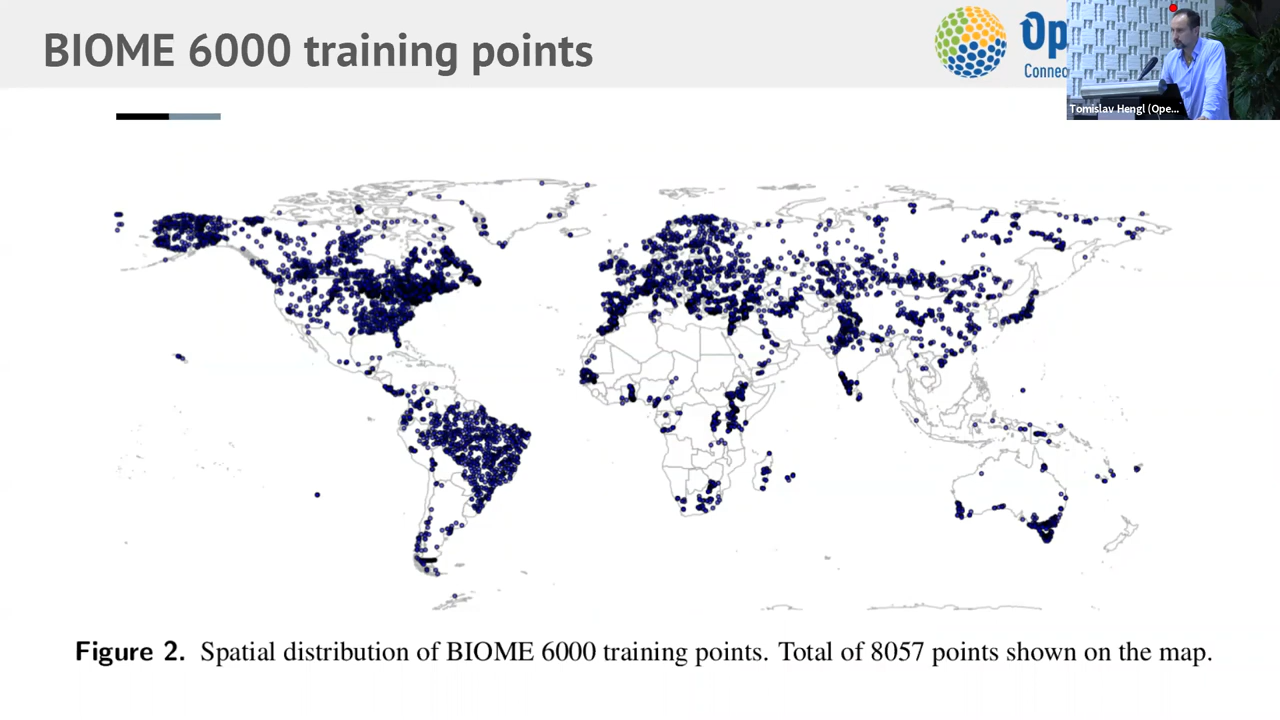 BIOME 6000 training points
Op
Connec
Tomislav Hengl (Ope...
Figure 2. Spatial distribution of BIOME 6000 training points. Total of 8057 points shown on the map.